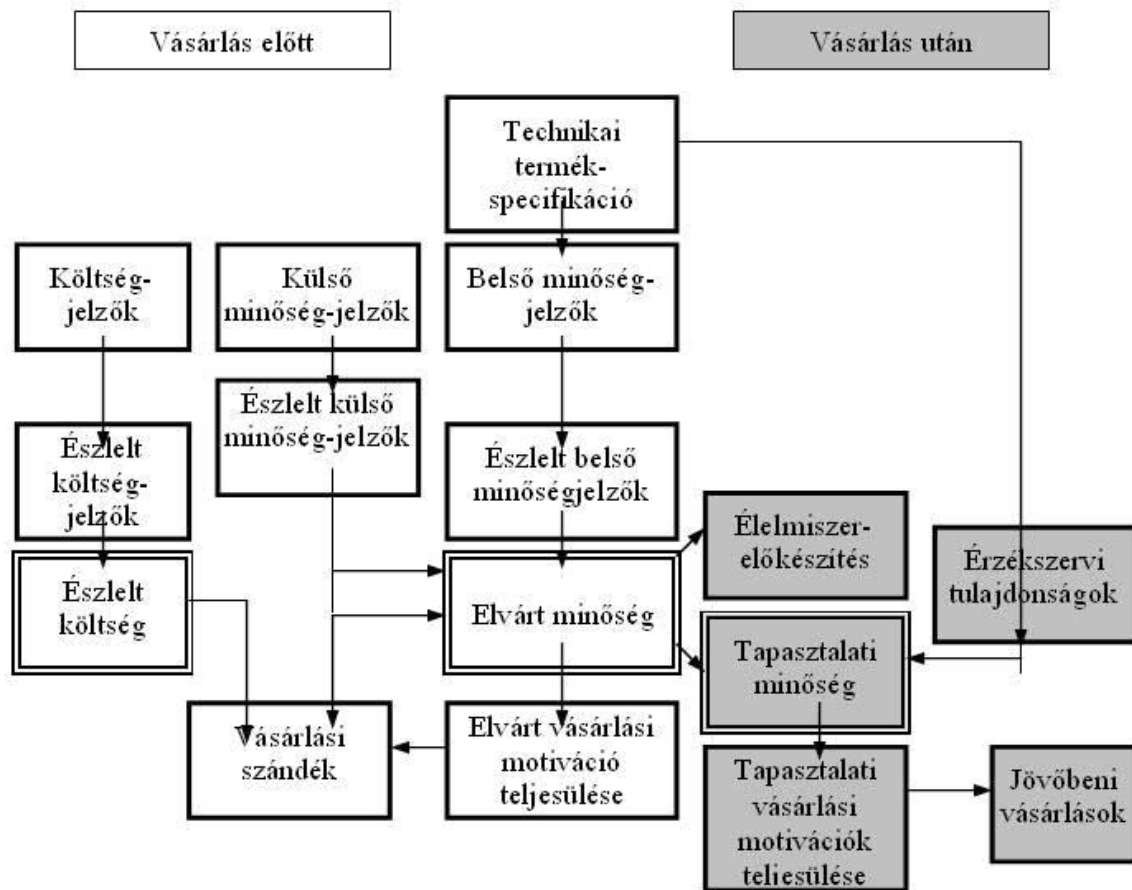 Vásárlás előtt
Vásárlás után
Technikai
termék-
specifikáció
Költség-
jelzők
Külső
minőség-jelzők
Belső minőség-
jelzők
Észlelt külső
minőség-jelzők
Észlelt
költség-
jelzők
Észlelt belső
minőségjelzők
Élelmiszer-
előkészítés
Érzékszervi
tulajdonságok
Észlelt
költség
Elvárt minőség
Tapasztalati
minőség
Vásárlási
szándék
Elvárt vásárlási
motiváció
teljesülése
Tapasztalati
vásárlási
motivációk
teljesülése
Jövőbeni
vásárlások